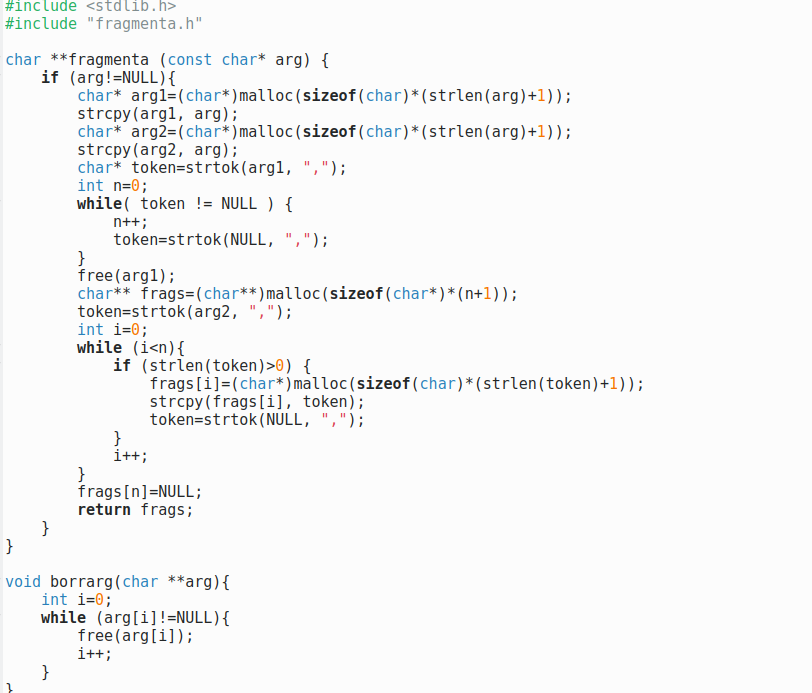 #include <stdlib.h>
#include "fragmenta.h"

char **fragmenta (const char* arg) {
    if (arg!=NULL){
        char* arg1=(char*)malloc(sizeof(char)*(strlen(arg)+1));
        strcpy(arg1, arg);
        char* arg2=(char*)malloc(sizeof(char)*(strlen(arg)+1));
        strcpy(arg2, arg);
        char* token=strtok(arg1, ",");
        int n=0;
        while( token != NULL ) {
            n++;
            token=strtok(NULL, ",");
        }
        free(arg1);
        char** frags=(char**)malloc(sizeof(char*)*(n+1));
        token=strtok(arg2, ",");
        int i=0;
        while (i<n){
            if (strlen(token)>0) {
                frags[i]=(char*)malloc(sizeof(char)*(strlen(token)+1));
                strcpy(frags[i], token);
                token=strtok(NULL, ",");
            }
            i++;
        }
        frags[n]=NULL;
        return frags;
    }
}

void borrarg(char **arg){
    int i=0;
    while (arg[i]!=NULL){
        free(arg[i]);
        i++;
    }
}